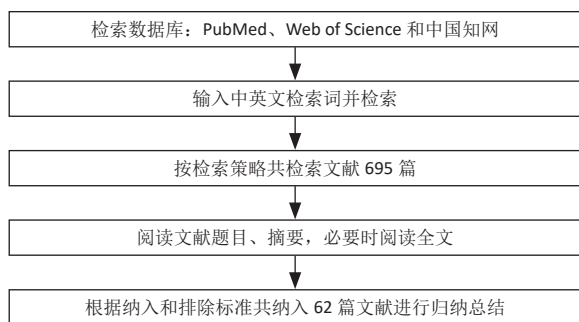 检索数据库：PubMed、Web of Science 和中国知网
输入中英文检索词并检索
按检索策略共检索文献 695 篇
阅读文献题目、摘要，必要时阅读全文
根据纳入和排除标准共纳入 62 篇文献进行归纳总结